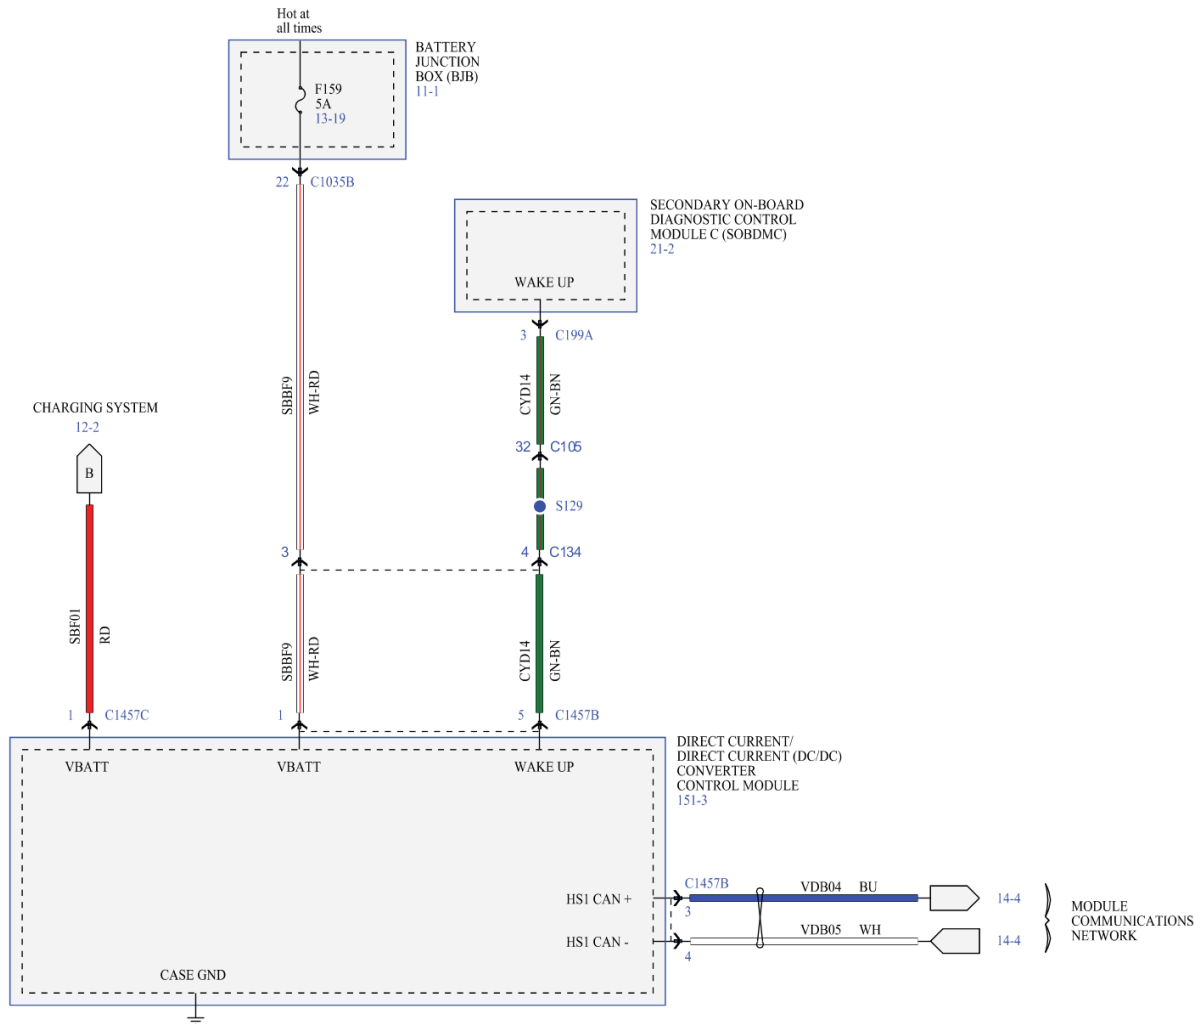 Hot at
all times
BATTERY
JUNCTION
BOX (BJB)
11-1
F159
5A
13-19
22 C1035B
SECONDARY ON-BOARD
DIAGNOSTIC CONTROL
MODULE C (SOBDMC)
21-2
WAKE UP
3 C199A
SBBF9
WH-RD
CYD14
GN-BN
CHARGING SYSTEM
12-2
B
32 C105
S129
3
4 C134
SBF01
RD
SBBF9
WH-RD
CYD14
GN-BN
1 C1457C
1
5 C1457B
VBATT
VBATT
WAKE UP
DIRECT CURRENT/
DIRECT CURRENT (DC/DC)
CONVERTER
CONTROL MODULE
151-3
C1457B
HS1 CAN +
3
VDB04 BU
14-4
HS1 CAN -
4
VDB05 WH
14-4
MODULE
COMMUNICATIONS
NETWORK
CASE GND